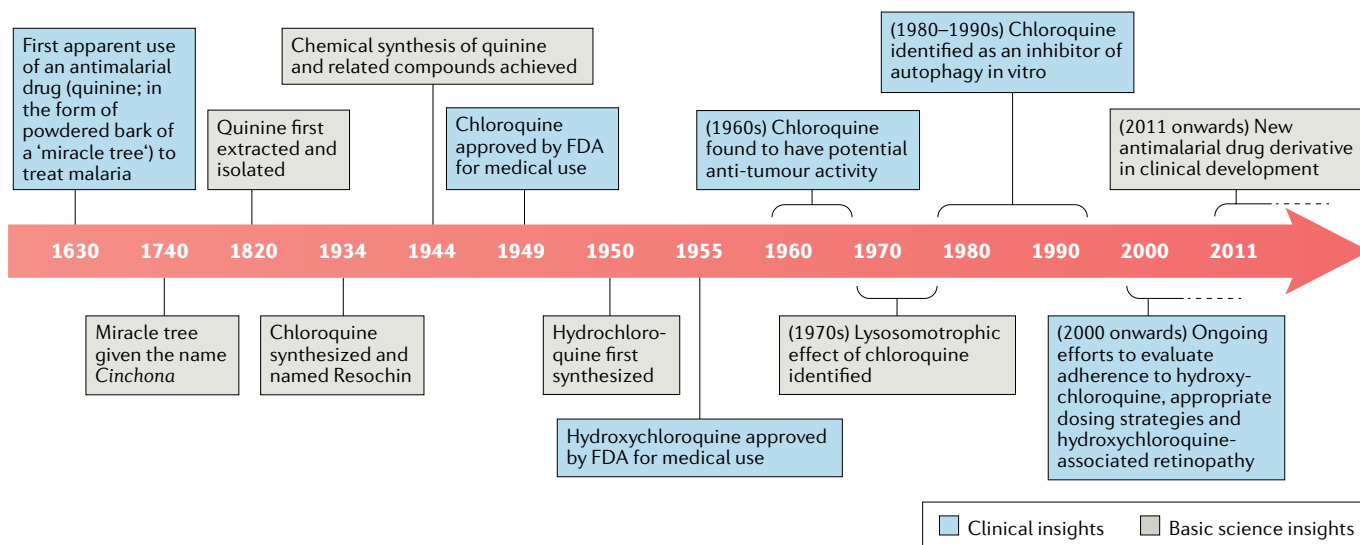 First apparent use
of an antimalarial
drug (quinine; in
the form of
powdered bark of
a ‘miracle tree‘) to
treat malaria
Quinine first
extracted and
isolated
Chemical synthesis of quinine
and related compounds achieved
Chloroquine
approved by FDA
for medical use
(1960s) Chloroquine
found to have potential
anti-tumour activity
(1980–1990s) Chloroquine
identified as an inhibitor of
autophagy in vitro
(2011 onwards) New
antimalarial drug derivative
in clinical development
1630 1740 1820 1934 1944 1949 1950 1955 1960 1970 1980 1990 2000 2011
Miracle tree
given the name
Cinchona
Chloroquine
synthesized and
named Resochin
Hydrochloro-
quine first
synthesized
Hydroxychloroquine approved
by FDA for medical use
(1970s) Lysosomotrophic
effect of chloroquine
identified
(2000 onwards) Ongoing
efforts to evaluate
adherence to hydroxy-
chloroquine, appropriate
dosing strategies and
hydroxychloroquine-
associated retinopathy
Clinical insights
Basic science insights